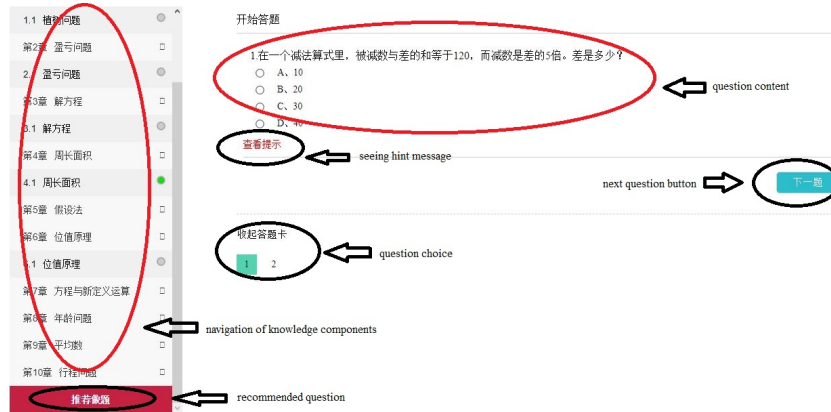 1.1 植树问题
第2章 盈亏问题
2.1 盈亏问题
第3章 解方程
3.1 解方程
第4章 周长面积
4.1 周长面积
第5章 假设法
第6章 位值原理
6.1 位值原理
第7章 方程与新定义运算
第8章 年龄问题
第9章 平均数
第10章 行程问题
推荐做题
开始答题
1.在一个减法算式里，被减数与差的和等于120，而减数是差的5倍。差是多少？
A、10
B、20
C、30
D、40
查看提示
下一题
收起答题卡
1 2
question content
seeing hint message
next question button
question choice
navigation of knowledge components
recommended question